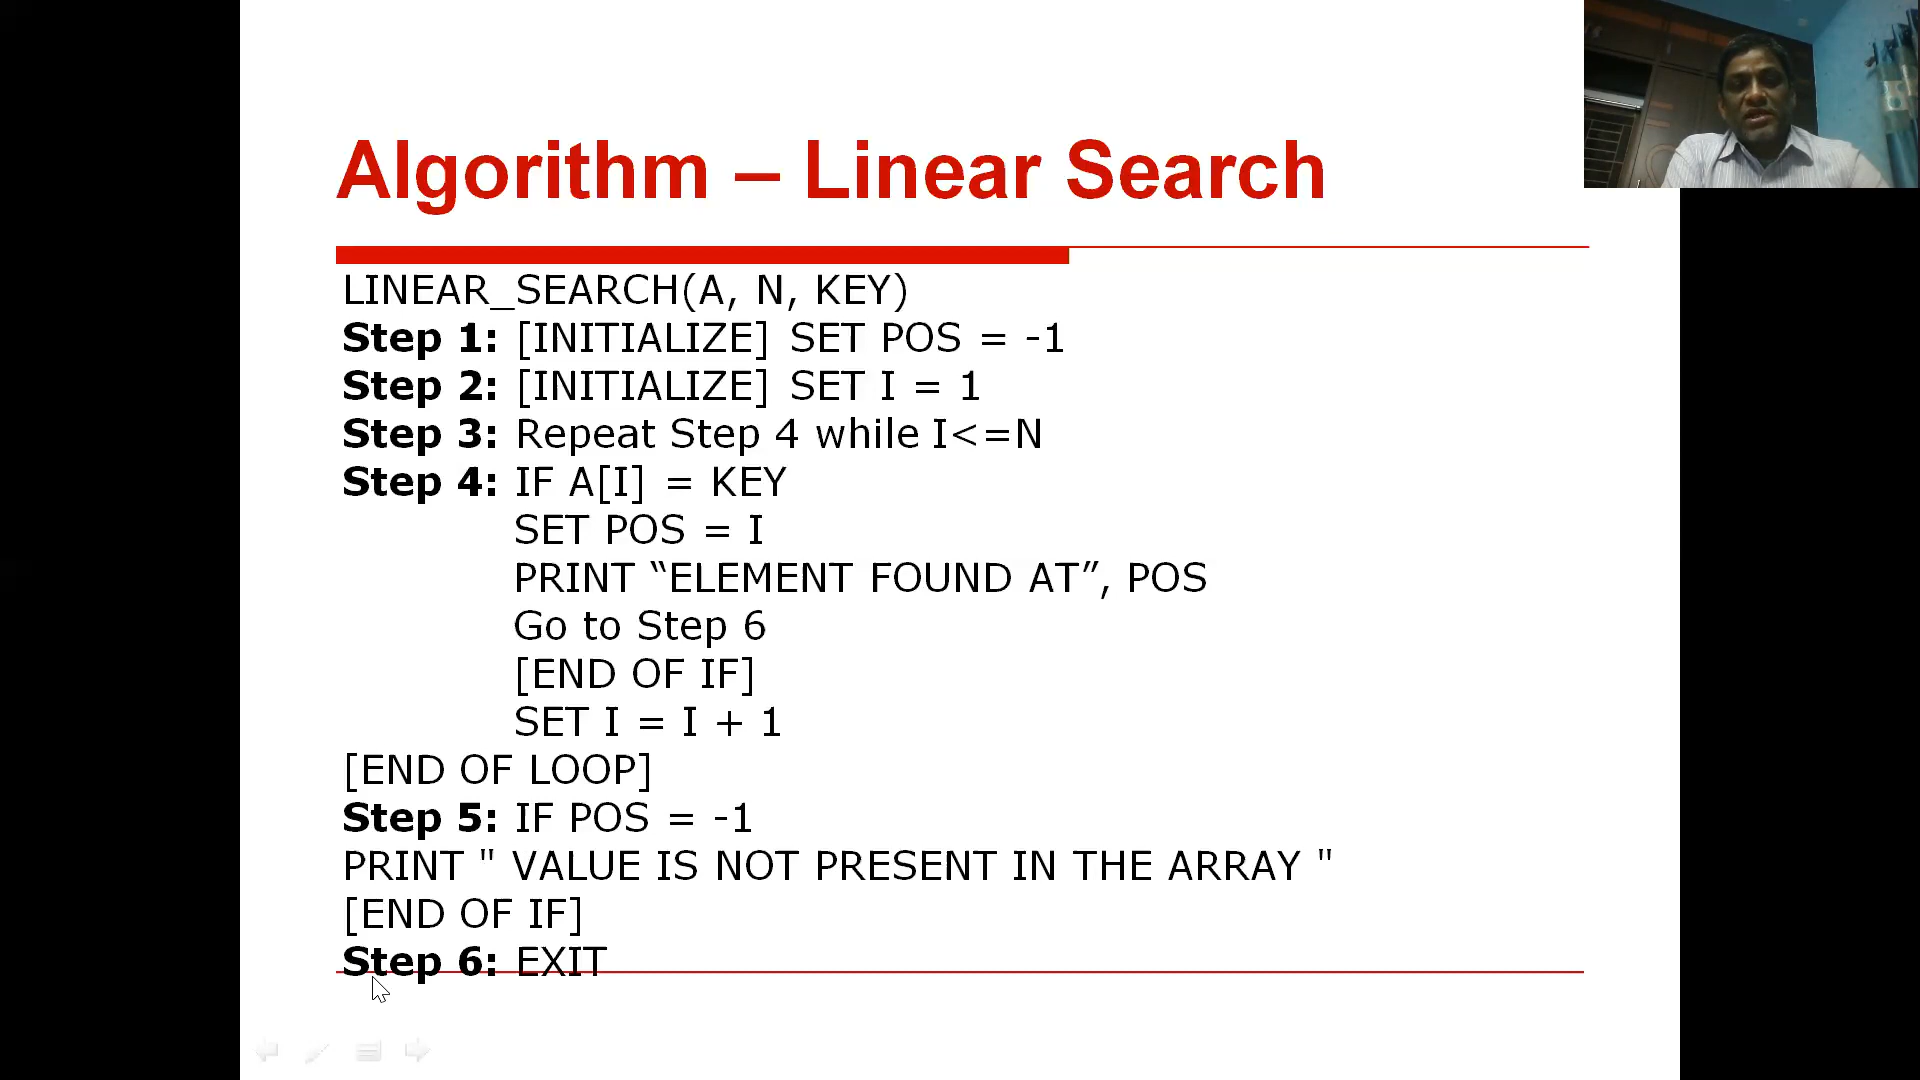 Algorithm – Linear Search
LINEAR_SEARCH(A, N, KEY)
Step 1: [INITIALIZE] SET POS = -1
Step 2: [INITIALIZE] SET I = 1
Step 3: Repeat Step 4 while I<=N
Step 4: IF A[I] = KEY
SET POS = I
PRINT “ELEMENT FOUND AT”, POS
Go to Step 6
[END OF IF]
SET I = I + 1
[END OF LOOP]
Step 5: IF POS = -1
PRINT " VALUE IS NOT PRESENT IN THE ARRAY "
[END OF IF]
Step 6: EXIT